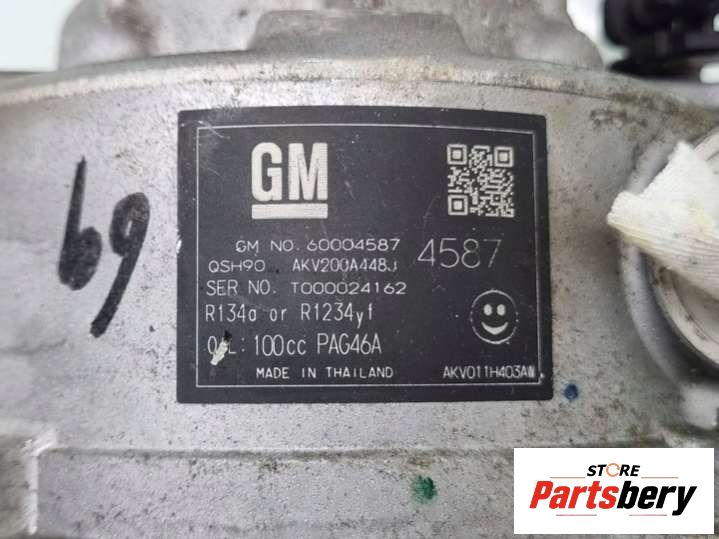 GM
GM NO. 60004587
4587
QSH90 AKV200A448J
SER NO. T000024162
R134a or R1234yf
OIL: 100cc PAG46A
MADE IN THAILAND
AKV011H403AW
69
STORE
Partsbery